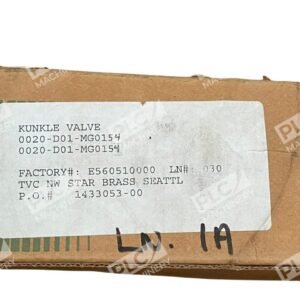 KUNKLE VALVE
0020-D01-MG0154
0020-D01-MG0154
FACTORY#: E560510000 LN#: 030
TVC NW STAR BRASS SEATTL
P.O.# 1433053-00
LN. 1A